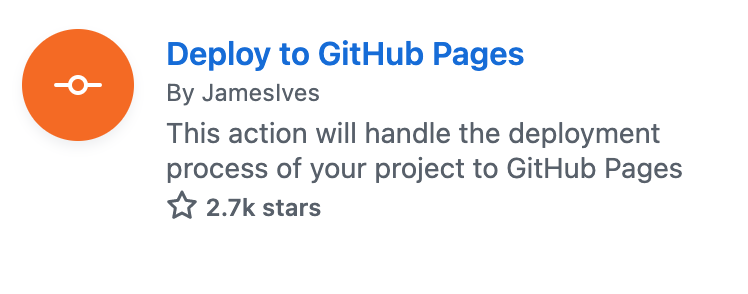 Deploy to GitHub Pages
By JamesIves
This action will handle the deployment
process of your project to GitHub Pages
2.7k stars